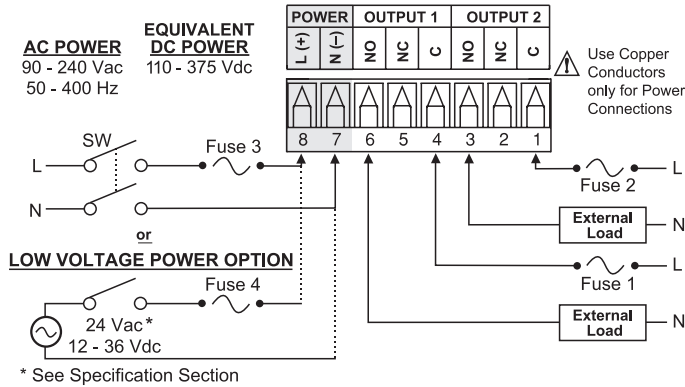 POWER OUTPUT 1 OUTPUT 2
L (+) N (−) NO NC C NO NC C
8 7 6 5 4 3 2 1
AC POWER
90 - 240 Vac
50 - 400 Hz
EQUIVALENT
DC POWER
110 - 375 Vdc
Use Copper
Conductors
only for Power
Connections
SW
Fuse 3
L
N
or
LOW VOLTAGE POWER OPTION
Fuse 4
24 Vac*
12 - 36 Vdc
* See Specification Section
L
Fuse 2
External
Load
N
L
Fuse 1
External
Load
N